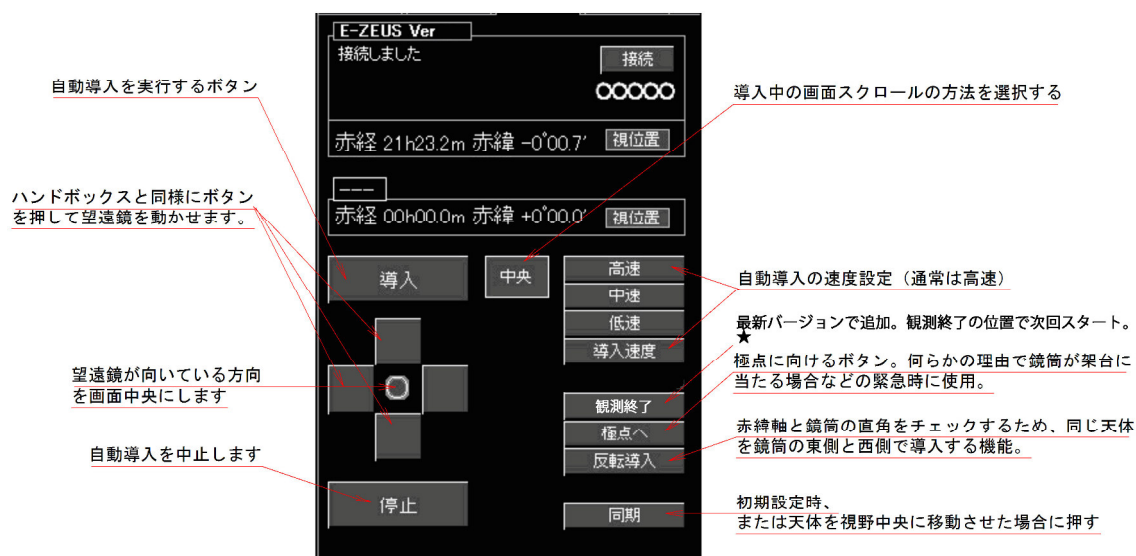 E-ZEUS Ver
接続しました
接続
○○○○○
赤経 21h23.2m 赤緯 -0°00.7′
視位置
---
赤経 00h00.0m 赤緯 +0°00.0′
視位置
導入
中央
高速
中速
低速
導入速度
観測終了
極点へ
反転導入
停止
同期
自動導入を実行するボタン
ハンドボックスと同様にボタン
を押して望遠鏡を動かせます。
望遠鏡が向いている方向
を画面中央にします
自動導入を中止します
導入中の画面スクロールの方法を選択する
自動導入の速度設定（通常は高速）
最新バージョンで追加。観測終了の位置で次回スタート。
★
極点に向けるボタン。何らかの理由で鏡筒が架台に
当たる場合などの緊急時に使用。
赤緯軸と鏡筒の直角をチェックするため、同じ天体
を鏡筒の東側と西側で導入する機能。
初期設定時、
または天体を視野中央に移動させた場合に押す